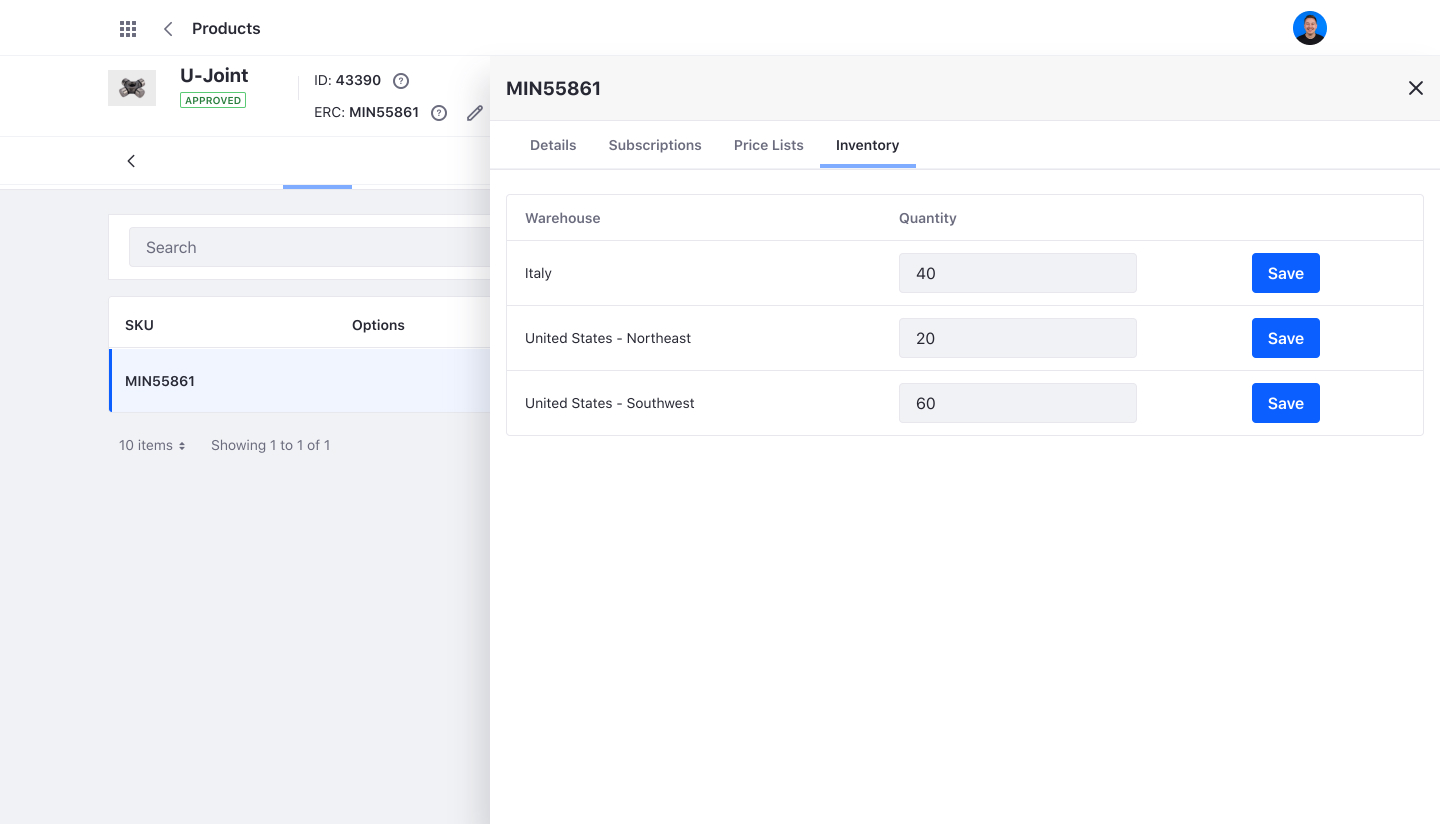 Products
U-Joint
APPROVED
ID: 43390
ERC: MIN55861
Search
SKU Options
MIN55861
10 items Showing 1 to 1 of 1
MIN55861
Details Subscriptions Price Lists Inventory
Warehouse Quantity
Italy 40 Save
United States - Northeast 20 Save
United States - Southwest 60 Save